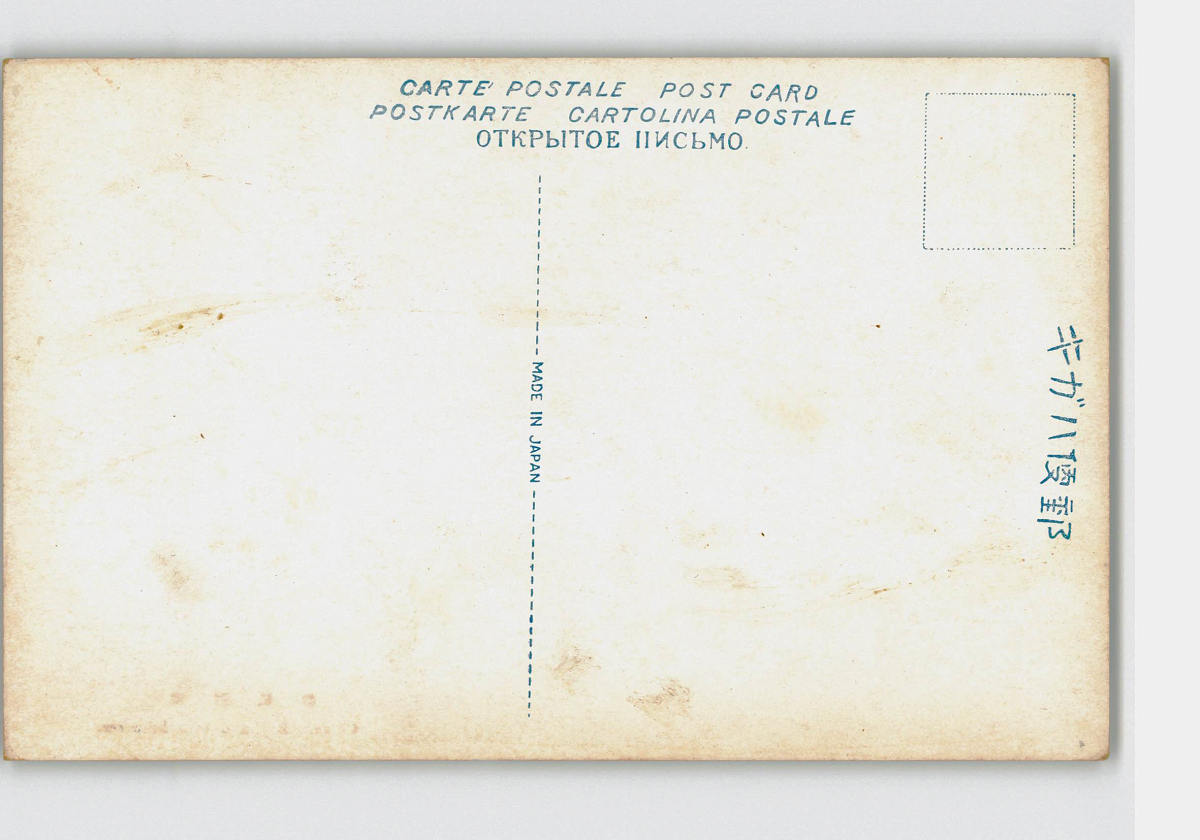 CARTE' POSTALE POST CARD
POSTKARTE CARTOLINA POSTALE
ОТКРЫТОЕ ПИСЬМО.
MADE IN JAPAN
キガハ便郵